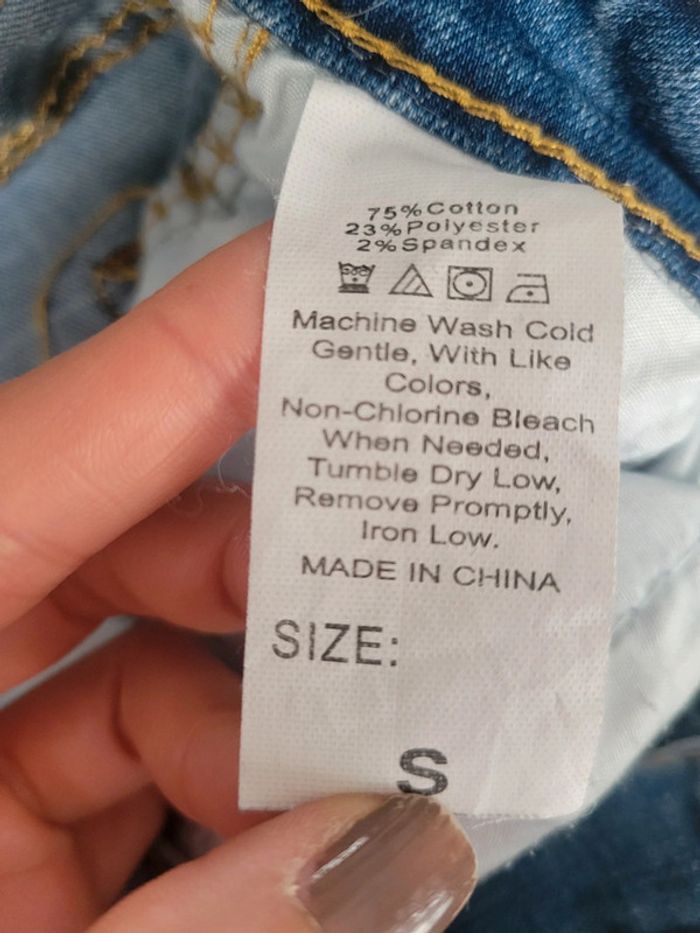 75%Cotton
23%Polyester
2%Spandex
Machine Wash Cold
Gentle, With Like
Colors,
Non-Chlorine Bleach
When Needed,
Tumble Dry Low,
Remove Promptly,
Iron Low.
MADE IN CHINA
SIZE:
S